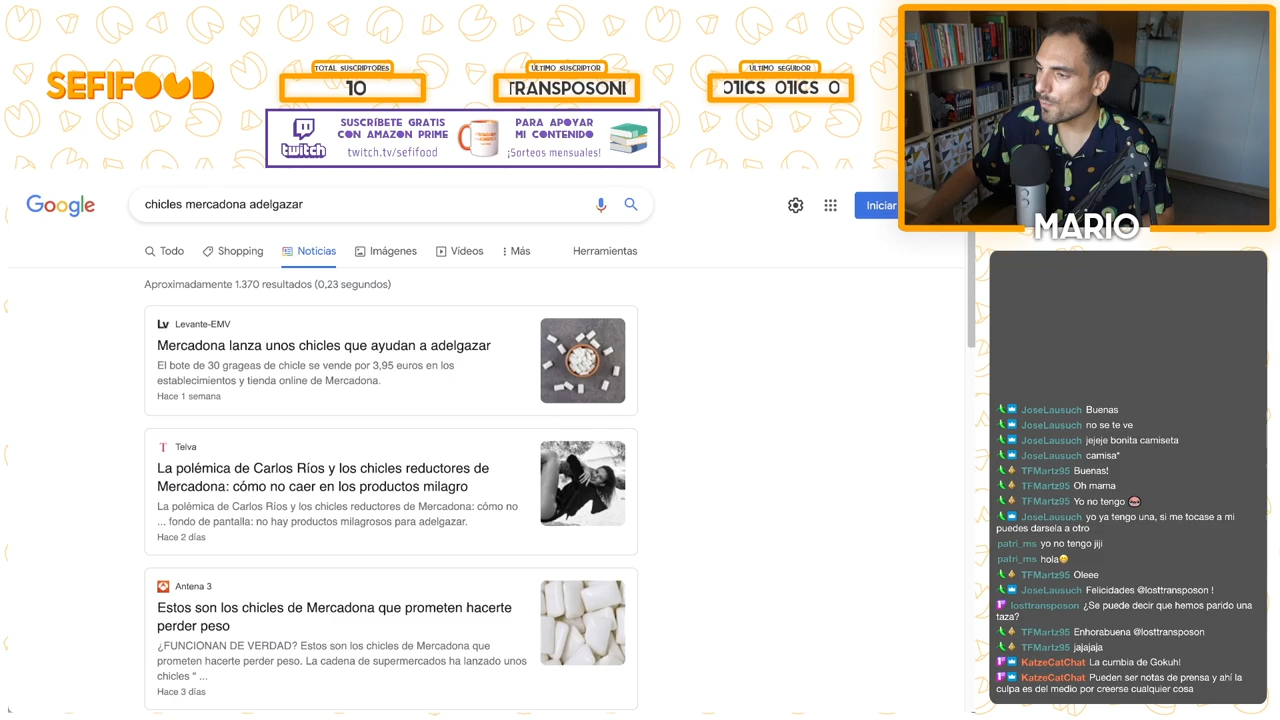 SEFIFOOD
TOTAL SUSCRIPTORES
10
ÚLTIMO SUSCRIPTOR
TRANSPOSONL
ÚLTIMO SEGUIDOR
01ICS 01ICS 0
twitch
SUSCRÍBETE GRATIS
CON AMAZON PRIME
twitch.tv/sefifood
PARA APOYAR
MI CONTENIDO
¡Sorteos mensuales!
MARIO
Google
chicles mercadona adelgazar
Iniciar
Todo
Shopping
Noticias
Imágenes
Vídeos
Más
Herramientas
Aproximadamente 1.370 resultados (0,23 segundos)
Lv Levante-EMV
Mercadona lanza unos chicles que ayudan a adelgazar
El bote de 30 grageas de chicle se vende por 3,95 euros en los
establecimientos y tienda online de Mercadona.
Hace 1 semana
T Telva
La polémica de Carlos Ríos y los chicles reductores de
Mercadona: cómo no caer en los productos milagro
La polémica de Carlos Ríos y los chicles reductores de Mercadona: cómo no
... fondo de pantalla: no hay productos milagrosos para adelgazar.
Hace 2 días
Antena 3
Estos son los chicles de Mercadona que prometen hacerte
perder peso
¿FUNCIONAN DE VERDAD? Estos son los chicles de Mercadona que
prometen hacerte perder peso. La cadena de supermercados ha lanzado unos
chicles " ...
Hace 3 días
JoseLausuch Buenas
JoseLausuch no se te ve
JoseLausuch jejeje bonita camiseta
JoseLausuch camisa*
TFMartz95 Buenas!
TFMartz95 Oh mama
TFMartz95 Yo no tengo
JoseLausuch yo ya tengo una, si me tocase a mi
puedes darsela a otro
patri_ms yo no tengo jiji
patri_ms hola
TFMartz95 Oleee
JoseLausuch Felicidades @losttransposon !
losttransposon ¿Se puede decir que hemos parido una
taza?
TFMartz95 Enhorabuena @losttransposon
TFMartz95 jajajaja
KatzeCatChat La cumbia de Gokuh!
KatzeCatChat Pueden ser notas de prensa y ahí la
culpa es del medio por creerse cualquier cosa